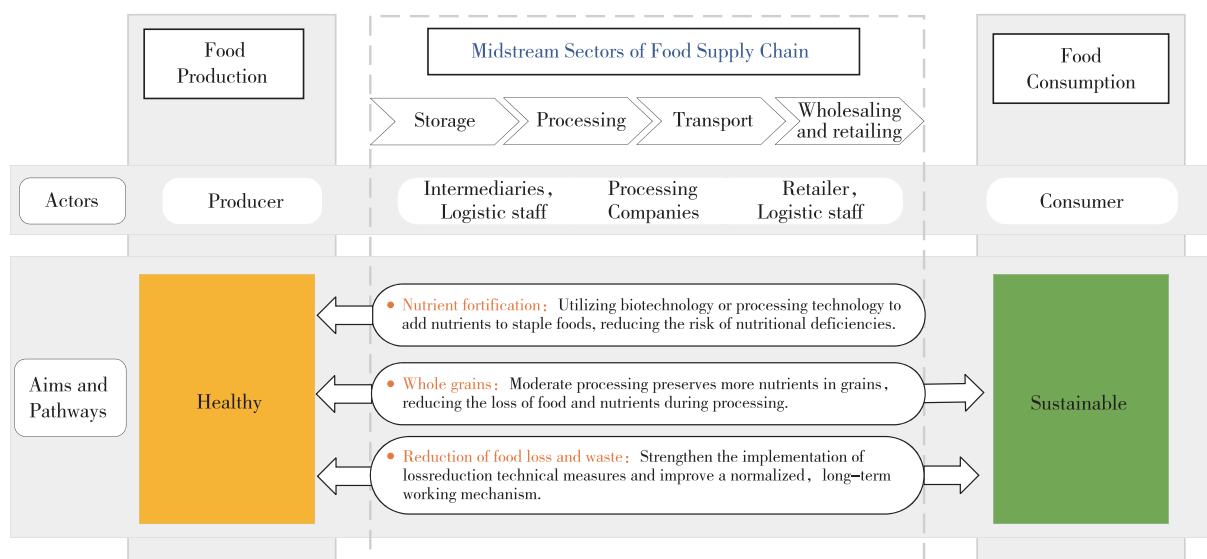 Food
Production
Midstream Sectors of Food Supply Chain
Food
Consumption
Storage
Processing
Transport
Wholesaling
and retailing
Actors
Producer
Intermediaries,
Logistic staff
Processing
Companies
Retailer,
Logistic staff
Consumer
Aims and
Pathways
Healthy
• Nutrient fortification: Utilizing biotechnology or processing technology to
add nutrients to staple foods, reducing the risk of nutritional deficiencies.
• Whole grains: Moderate processing preserves more nutrients in grains,
reducing the loss of food and nutrients during processing.
• Reduction of food loss and waste: Strengthen the implementation of
lossreduction technical measures and improve a normalized, long-term
working mechanism.
Sustainable